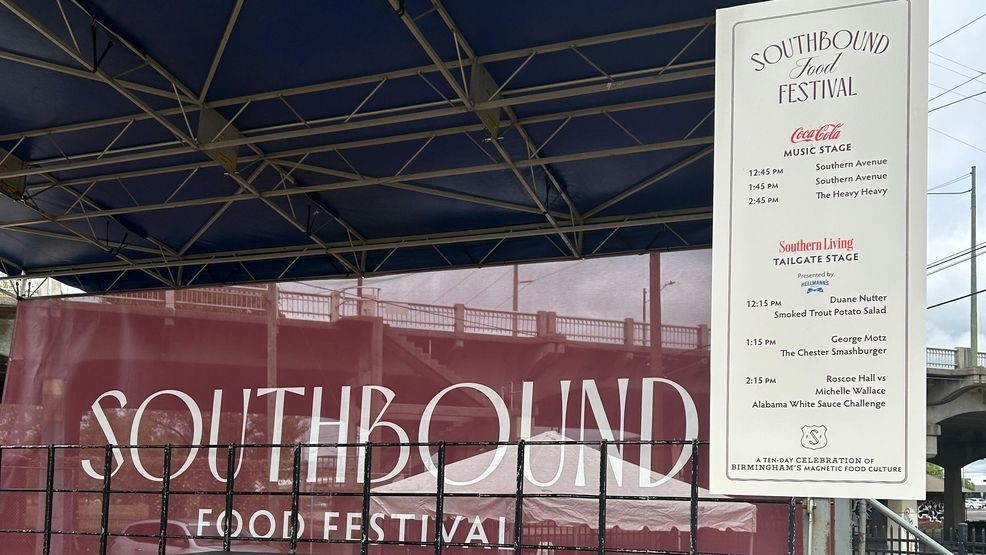 SOUTHBOUND
FOOD FESTIVAL
SOUTHBOUND
Food
FESTIVAL
Coca-Cola
MUSIC STAGE
12:45 PM Southern Avenue
1:45 PM Southern Avenue
2:45 PM The Heavy Heavy
Southern Living
TAILGATE STAGE
Presented by
HELLMANN'S
12:15 PM Duane Nutter
Smoked Trout Potato Salad
1:15 PM George Motz
The Chester Smashburger
2:15 PM Roscoe Hall vs
Michelle Wallace
Alabama White Sauce Challenge
A TEN-DAY CELEBRATION OF
BIRMINGHAM'S MAGNETIC FOOD CULTURE